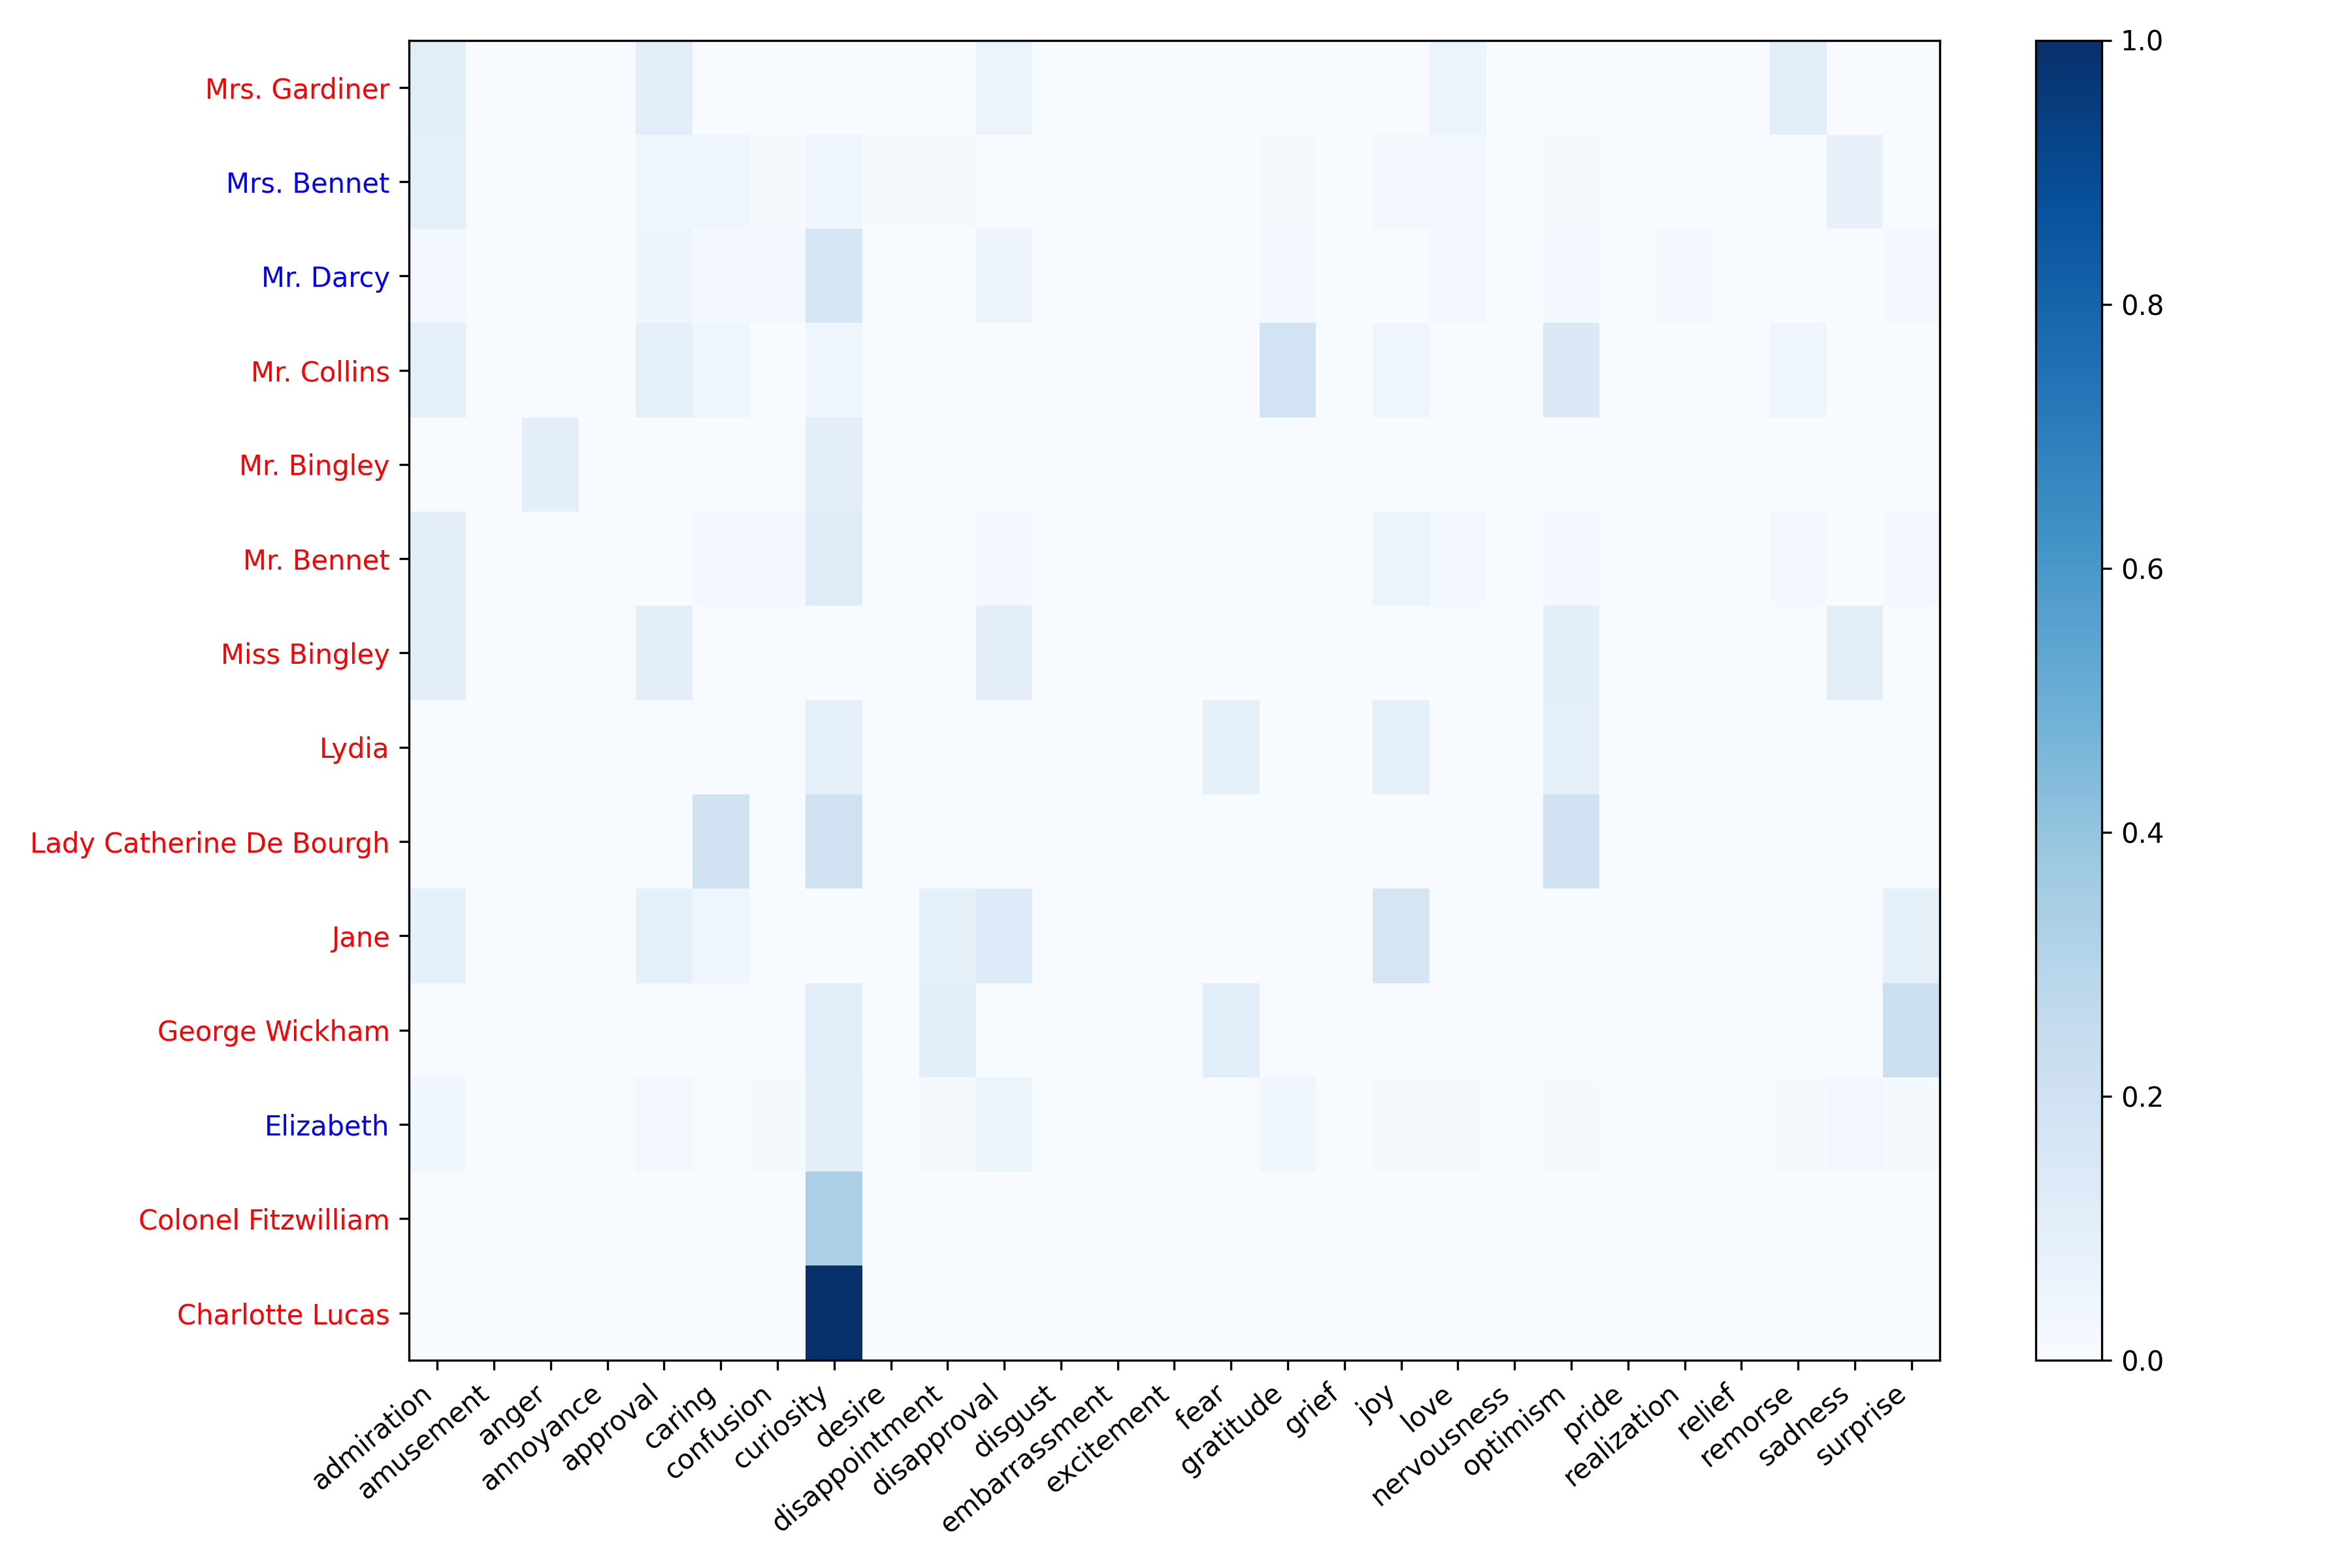 Mrs. Gardiner
Mrs. Bennet
Mr. Darcy
Mr. Collins
Mr. Bingley
Mr. Bennet
Miss Bingley
Lydia
Lady Catherine De Bourgh
Jane
George Wickham
Elizabeth
Colonel Fitzwilliam
Charlotte Lucas
admiration
amusement
anger
annoyance
approval
caring
confusion
curiosity
desire
disappointment
disapproval
disgust
embarrassment
excitement
fear
gratitude
grief
joy
love
nervousness
optimism
pride
realization
relief
remorse
sadness
surprise
1.0
0.8
0.6
0.4
0.2
0.0